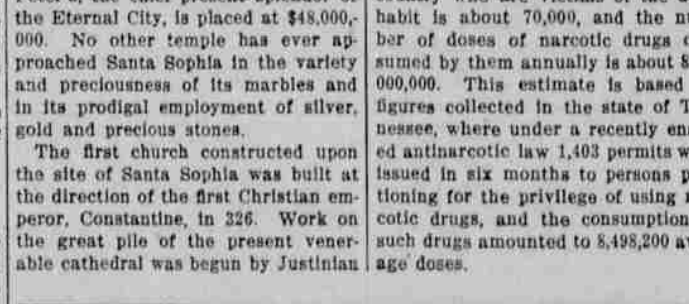 the Eternal City, is placed at $48,000,-
000. No other temple has ever ap-
proached Santa Sophia in the variety
and preciousness of its marbles and
in its prodigal employment of silver,
gold and precious stones.
The first church constructed upon
the site of Santa Sophia was built at
the direction of the first Christian em-
peror, Constantine, in 326. Work on
the great pile of the present vener-
able cathedral was begun by Justinian
habit is about 70,000, and the
ber of doses of narcotic drugs
sumed by them annually is about
000,000. This estimate is based
figures collected in the state of
nessee, where under a recently
ed antinarcotic law 1,403 permits
issued in six months to persons
tioning for the privilege of using
cotic drugs, and the consumption
such drugs amounted to 8,498,200
age doses.